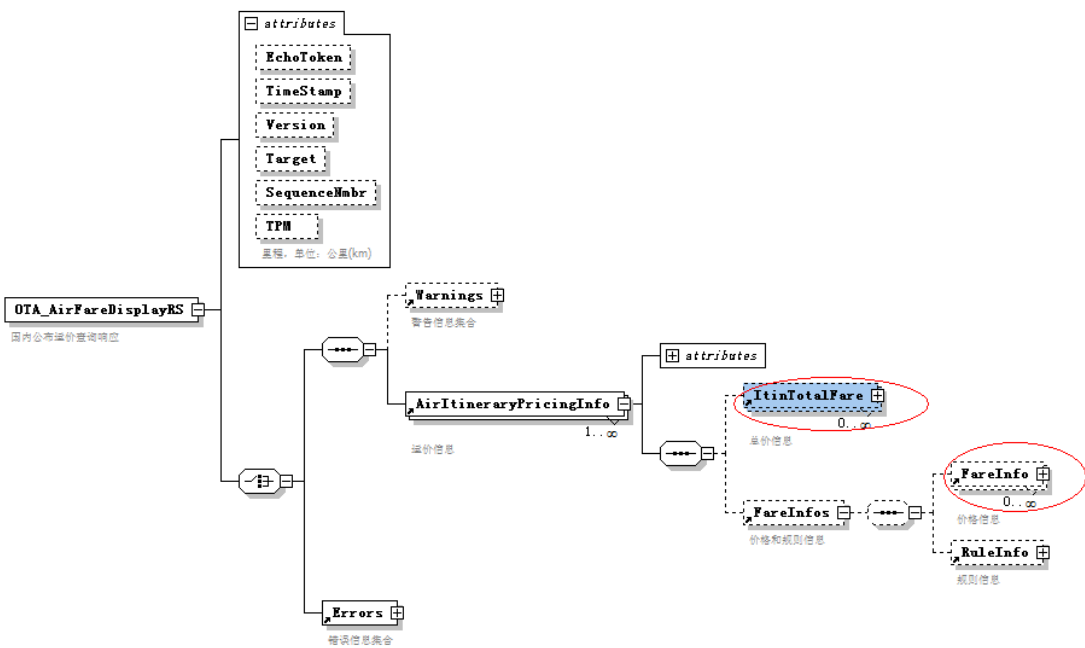 attributes
EchoToken
TimeStamp
Version
Target
SequenceNmbr
TPM
里程，单位：公里(km)
OTA_AirFareDisplayRS
国内公布运价查询响应
Warnings
警告信息集合
attributes
AirItineraryPricingInfo
1..∞
运价信息
ItinTotalFare
0..∞
单价信息
FareInfos
价格和规则信息
FareInfo
0..∞
价格信息
RuleInfo
规则信息
Errors
错误信息集合